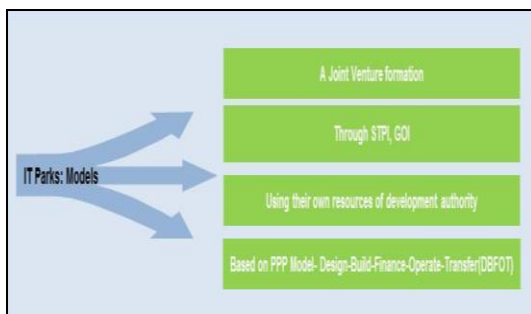 A Joint Venture formation
Through STPI, GOI
IT Parks: Models
Using their own resources of development authority
Based on PPP Model- Design-Build-Finance-Operate-Transfer(DBFOT)